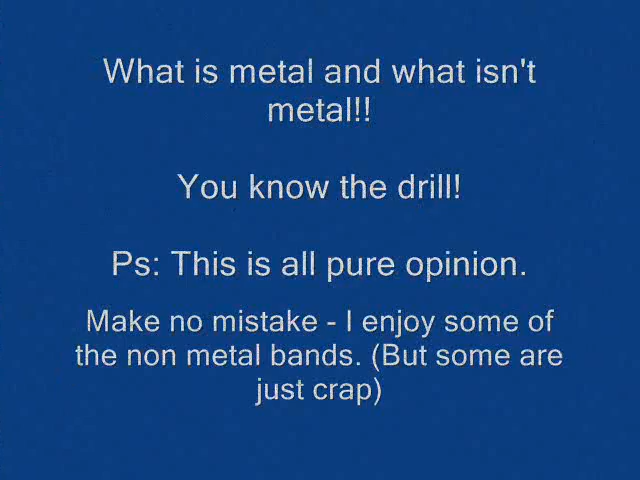 What is metal and what isn't
metal!!
You know the drill!
Ps: This is all pure opinion.
Make no mistake - I enjoy some of
the non metal bands. (But some are
just crap)